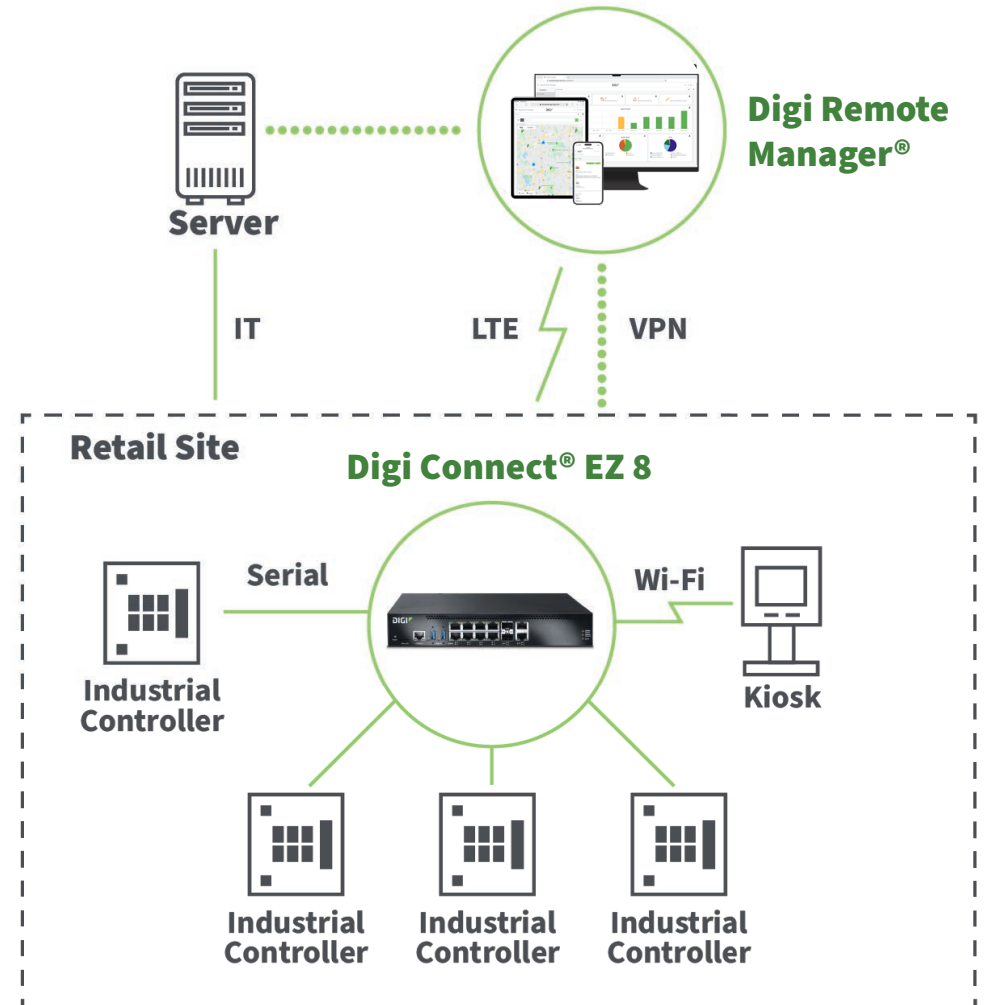 Digi Remote
Manager®
Server
IT
LTE
VPN
Retail Site
Digi Connect® EZ 8
Serial
Wi-Fi
DIGI
Industrial
Controller
Kiosk
Industrial
Controller
Industrial
Controller
Industrial
Controller